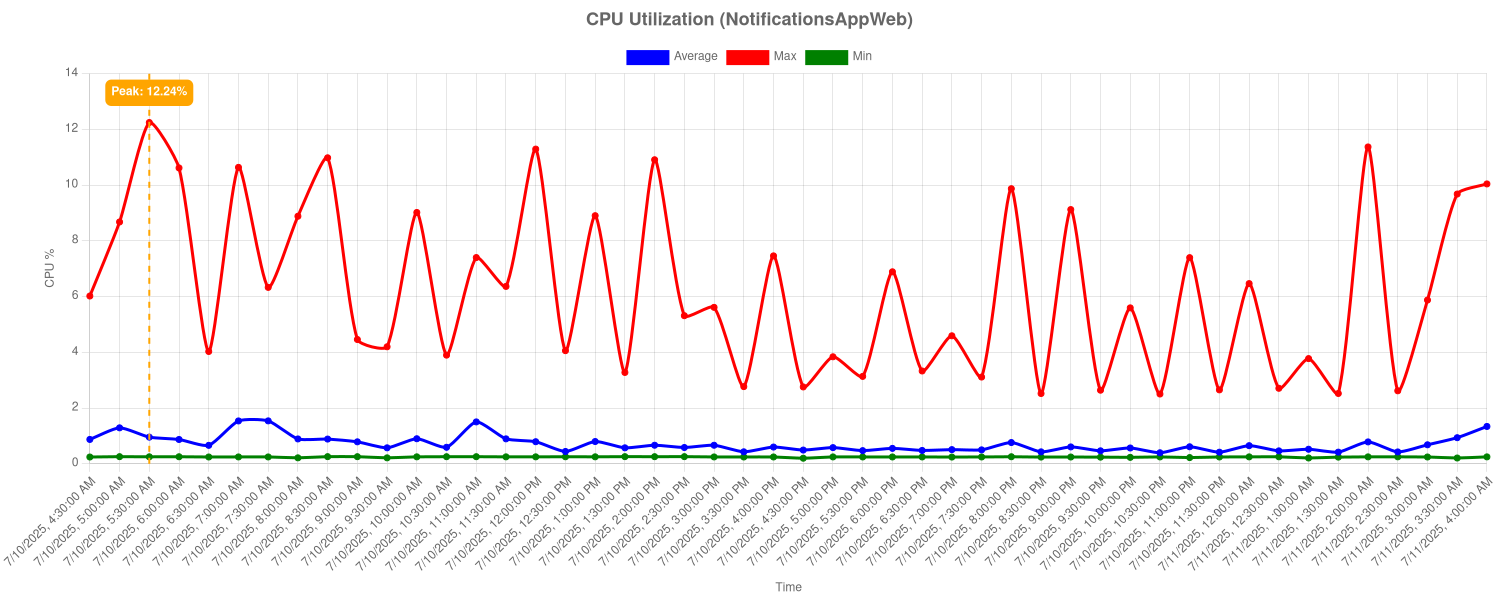 CPU Utilization (NotificationsAppWeb)
Average Max Min
Peak: 12.24%
CPU %
14
12
10
8
6
4
2
0
7/10/2025, 4:30:00 AM
7/10/2025, 5:00:00 AM
7/10/2025, 5:30:00 AM
7/10/2025, 6:00:00 AM
7/10/2025, 6:30:00 AM
7/10/2025, 7:00:00 AM
7/10/2025, 7:30:00 AM
7/10/2025, 8:00:00 AM
7/10/2025, 8:30:00 AM
7/10/2025, 9:00:00 AM
7/10/2025, 9:30:00 AM
7/10/2025, 10:00:00 AM
7/10/2025, 10:30:00 AM
7/10/2025, 11:00:00 AM
7/10/2025, 11:30:00 AM
7/10/2025, 12:00:00 PM
7/10/2025, 12:30:00 PM
7/10/2025, 1:00:00 PM
7/10/2025, 1:30:00 PM
7/10/2025, 2:00:00 PM
7/10/2025, 2:30:00 PM
7/10/2025, 3:00:00 PM
7/10/2025, 3:30:00 PM
7/10/2025, 4:00:00 PM
7/10/2025, 4:30:00 PM
7/10/2025, 5:00:00 PM
7/10/2025, 5:30:00 PM
7/10/2025, 6:00:00 PM
7/10/2025, 6:30:00 PM
7/10/2025, 7:00:00 PM
7/10/2025, 7:30:00 PM
7/10/2025, 8:00:00 PM
7/10/2025, 8:30:00 PM
7/10/2025, 9:00:00 PM
7/10/2025, 9:30:00 PM
7/10/2025, 10:00:00 PM
7/10/2025, 10:30:00 PM
7/10/2025, 11:00:00 PM
7/10/2025, 11:30:00 PM
7/11/2025, 12:00:00 AM
7/11/2025, 12:30:00 AM
7/11/2025, 1:00:00 AM
7/11/2025, 1:30:00 AM
7/11/2025, 2:00:00 AM
7/11/2025, 2:30:00 AM
7/11/2025, 3:00:00 AM
7/11/2025, 3:30:00 AM
7/11/2025, 4:00:00 AM
Time